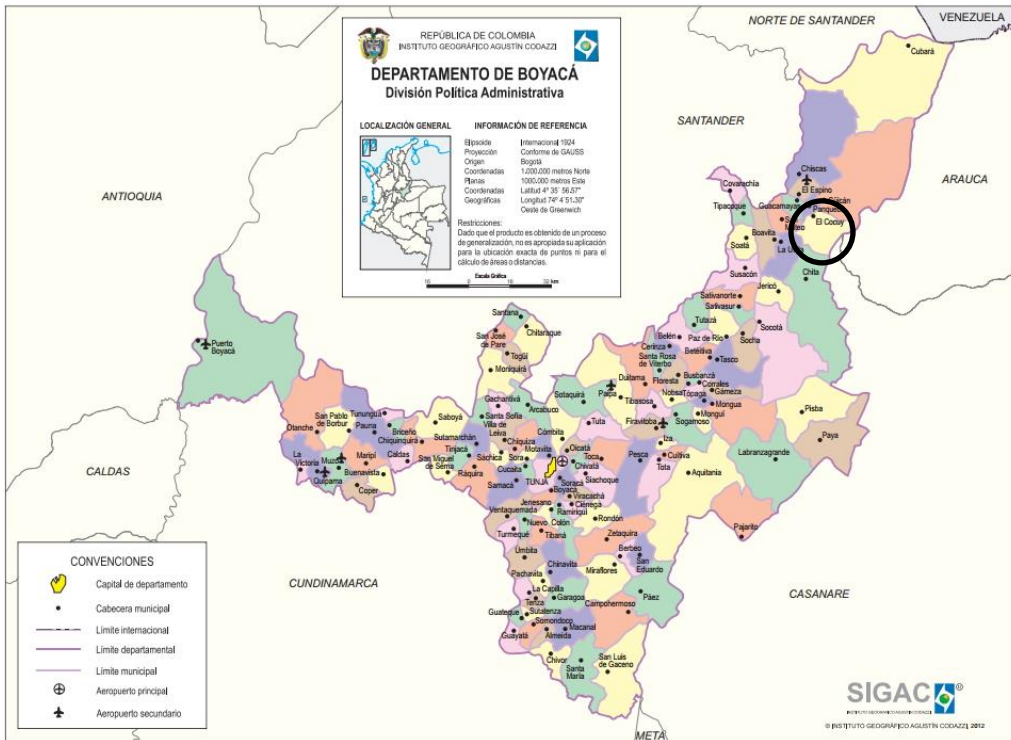 NORTE DE SANTANDER
VENEZUELA
REPÚBLICA DE COLOMBIA
INSTITUTO GEOGRÁFICO AGUSTÍN CODAZZI
DEPARTAMENTO DE BOYACÁ
División Política Administrativa
LOCALIZACIÓN GENERAL
INFORMACIÓN DE REFERENCIA
Elipsoide Internacional 1924
Proyección Conforme de GAUSS
Origen Bogotá
Coordenadas 1.000.000 metros Norte
Planas 1000.000 metros Este
Coordenadas Latitud 4º 35' 56.57"
Geográficas Longitud 74º 4' 51.30"
Oeste de Greenwich
Restricciones:
Dado que el producto es obtenido de un proceso
de generalización, no es apropiada su aplicación
para la ubicación exacta de puntos ni para el
cálculo de áreas o distancias.
Escala Gráfica
16 32 km
Cubará
SANTANDER
ARAUCA
ANTIOQUIA
Chiscas
El Espino
Covarachía
Tipacoque
Guacamayas
Panqueba
El Cocuy
Boavita
La Uvita
Soatá
Susacón
Chita
Jericó
Sativanorte
Sativasur
Tutazá
Socotá
Belén
Paz de Río
Socha
Cerinza
Betéitiva
Tasco
Santa Rosa
de Viterbo
Santana
Chitaraque
San José
de Pare
Togüí
Moniquirá
Puerto
Boyacá
Duitama
Floresta
Busbanzá
Corrales
Gámeza
Paipa
Nobsa
Tópaga
Mongua
Tibasosa
Monguí
Sotaquirá
Gachantivá
Arcabuco
Santa Sofía
Villa de
Leiva
Tuta
Firavitoba
Sogamoso
Pisba
Paya
Labranzagrande
Tununguá
San Pablo
de Borbur
Pauna
Briceño
Otanche
Chiquinquirá
Saboyá
Sutamarchán
Tinjacá
Chíquiza
Cómbita
Motavita
Oicatá
Toca
Iza
Cuítiva
Tota
Pesca
Aquitania
Sáchica
Sora
Cucaita
Chivatá
Siachoque
TUNJA
Soracá
Boyacá
La
Victoria
Muzo
Maripí
Caldas
San Miguel
de Sema
Ráquira
Samacá
Quípama
Buenavista
Coper
CALDAS
Viracachá
Ciénega
Jenesano
Ramiriquí
Ventaquemada
Nuevo Colón
Rondón
Turmequé
Tibaná
Zetaquira
Pajarito
Úmbita
Berbeo
Chinavita
San
Eduardo
Miraflores
Pachavita
La Capilla
Garagoa
Páez
Tenza
Campohermoso
Sutatenza
Guateque
Somondoco
Macanal
Guayatá
Almeida
Chivor
Santa
María
San Luis
de Gaceno
CUNDINAMARCA
CASANARE
META
CONVENCIONES
Capital de departamento
Cabecera municipal
Límite internacional
Límite departamental
Límite municipal
Aeropuerto principal
Aeropuerto secundario
SIGAC ®
INSTITUTO GEOGRÁFICO AGUSTÍN CODAZZI
© INSTITUTO GEOGRÁFICO AGUSTÍN CODAZZI, 2012